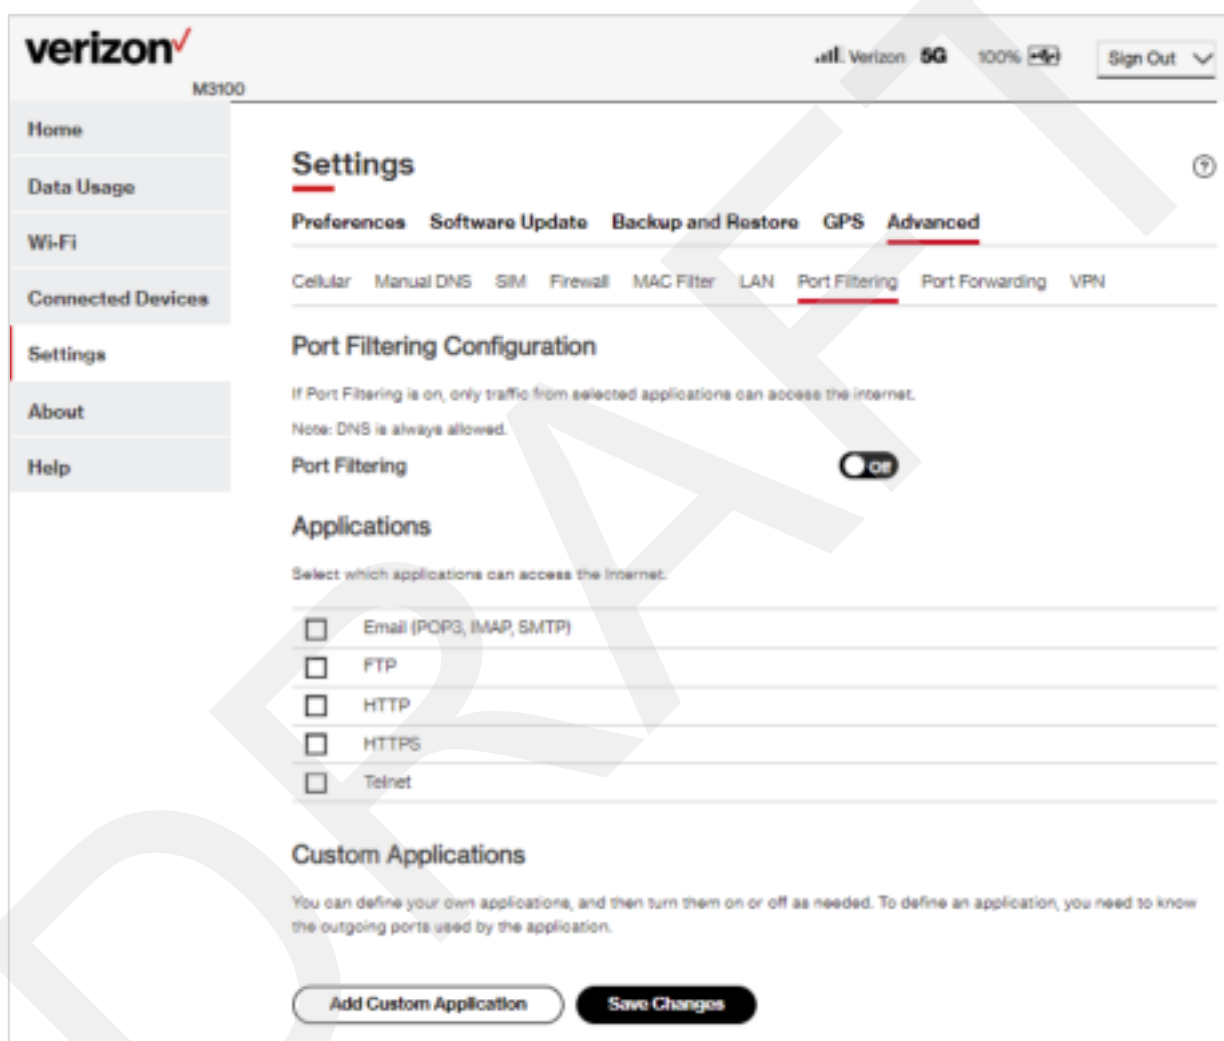 verizon
M3100
Verizon 5G 100% Sign Out
Home
Data Usage
Wi-Fi
Connected Devices
Settings
About
Help
Settings
Preferences Software Update Backup and Restore GPS Advanced
Cellular Manual DNS SIM Firewall MAC Filter LAN Port Filtering Port Forwarding VPN
Port Filtering Configuration
If Port Filtering is on, only traffic from selected applications can access the internet.
Note: DNS is always allowed.
Port Filtering Off
Applications
Select which applications can access the Internet.
Email (POP3, IMAP, SMTP)
FTP
HTTP
HTTPS
Telnet
Custom Applications
You can define your own applications, and then turn them on or off as needed. To define an application, you need to know
the outgoing ports used by the application.
Add Custom Application Save Changes
DRAFT